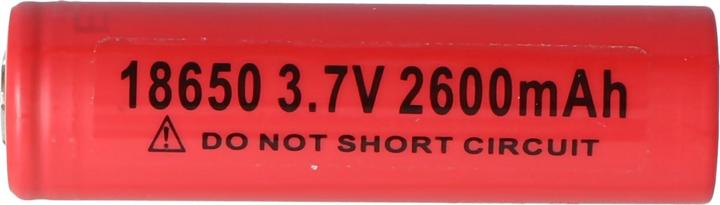 18650 3.7V 2600mAh
⚠ DO NOT SHORT CIRCUIT